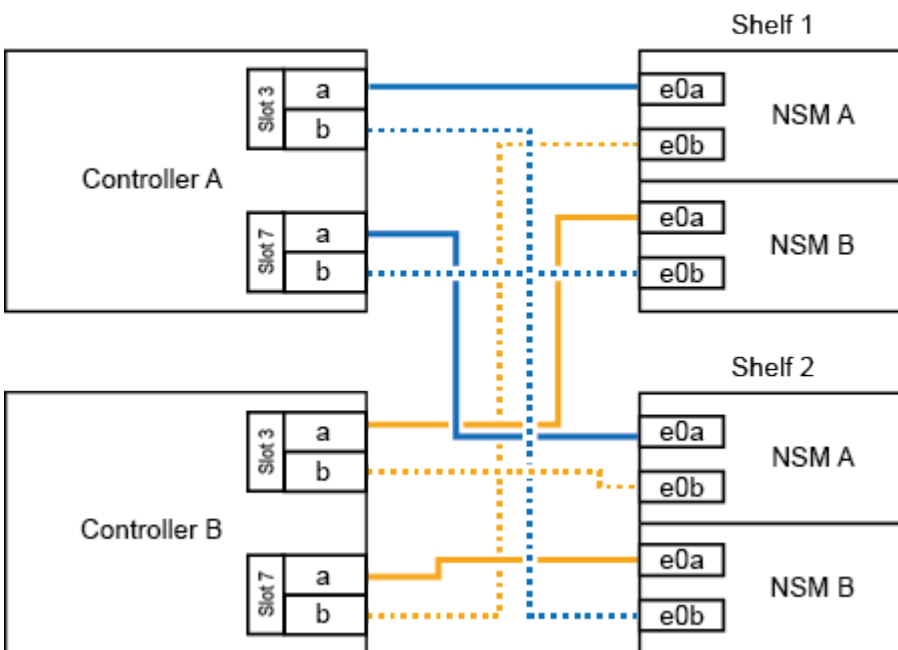 Shelf 1
Controller A
Slot 3
a
b
Slot 7
a
b
e0a
e0b
NSM A
e0a
e0b
NSM B
Shelf 2
Controller B
Slot 3
a
b
Slot 7
a
b
e0a
e0b
NSM A
e0a
e0b
NSM B